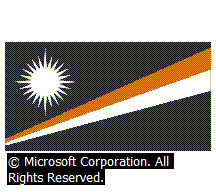 © Microsoft Corporation. All
Rights Reserved.